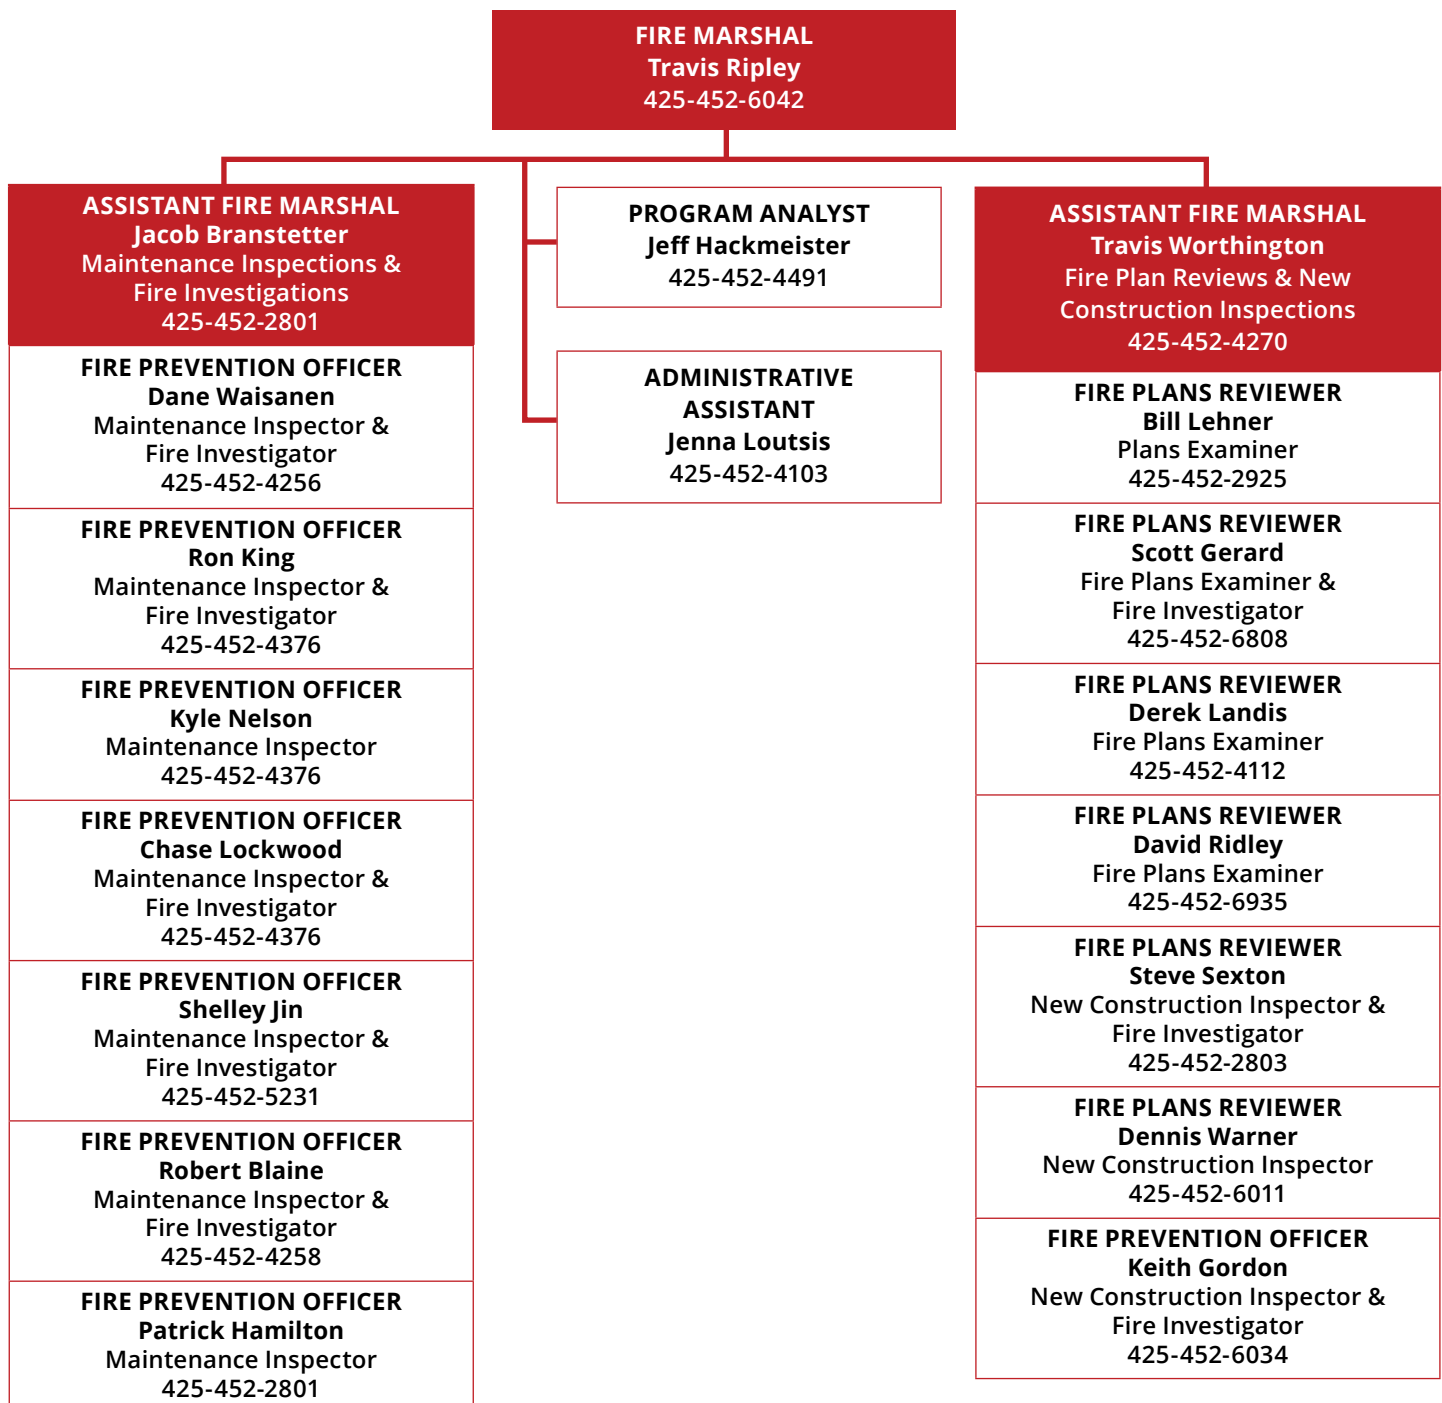 FIRE MARSHAL
Travis Ripley
425-452-6042
ASSISTANT FIRE MARSHAL
Jacob Branstetter
Maintenance Inspections &
Fire Investigations
425-452-2801
FIRE PREVENTION OFFICER
Dane Waisanen
Maintenance Inspector &
Fire Investigator
425-452-4256
FIRE PREVENTION OFFICER
Ron King
Maintenance Inspector &
Fire Investigator
425-452-4376
FIRE PREVENTION OFFICER
Kyle Nelson
Maintenance Inspector
425-452-4376
FIRE PREVENTION OFFICER
Chase Lockwood
Maintenance Inspector &
Fire Investigator
425-452-4376
FIRE PREVENTION OFFICER
Shelley Jin
Maintenance Inspector &
Fire Investigator
425-452-5231
FIRE PREVENTION OFFICER
Robert Blaine
Maintenance Inspector &
Fire Investigator
425-452-4258
FIRE PREVENTION OFFICER
Patrick Hamilton
Maintenance Inspector
425-452-2801
PROGRAM ANALYST
Jeff Hackmeister
425-452-4491
ADMINISTRATIVE
ASSISTANT
Jenna Loutsis
425-452-4103
ASSISTANT FIRE MARSHAL
Travis Worthington
Fire Plan Reviews & New
Construction Inspections
425-452-4270
FIRE PLANS REVIEWER
Bill Lehner
Plans Examiner
425-452-2925
FIRE PLANS REVIEWER
Scott Gerard
Fire Plans Examiner &
Fire Investigator
425-452-6808
FIRE PLANS REVIEWER
Derek Landis
Fire Plans Examiner
425-452-4112
FIRE PLANS REVIEWER
David Ridley
Fire Plans Examiner
425-452-6935
FIRE PLANS REVIEWER
Steve Sexton
New Construction Inspector &
Fire Investigator
425-452-2803
FIRE PLANS REVIEWER
Dennis Warner
New Construction Inspector
425-452-6011
FIRE PREVENTION OFFICER
Keith Gordon
New Construction Inspector &
Fire Investigator
425-452-6034